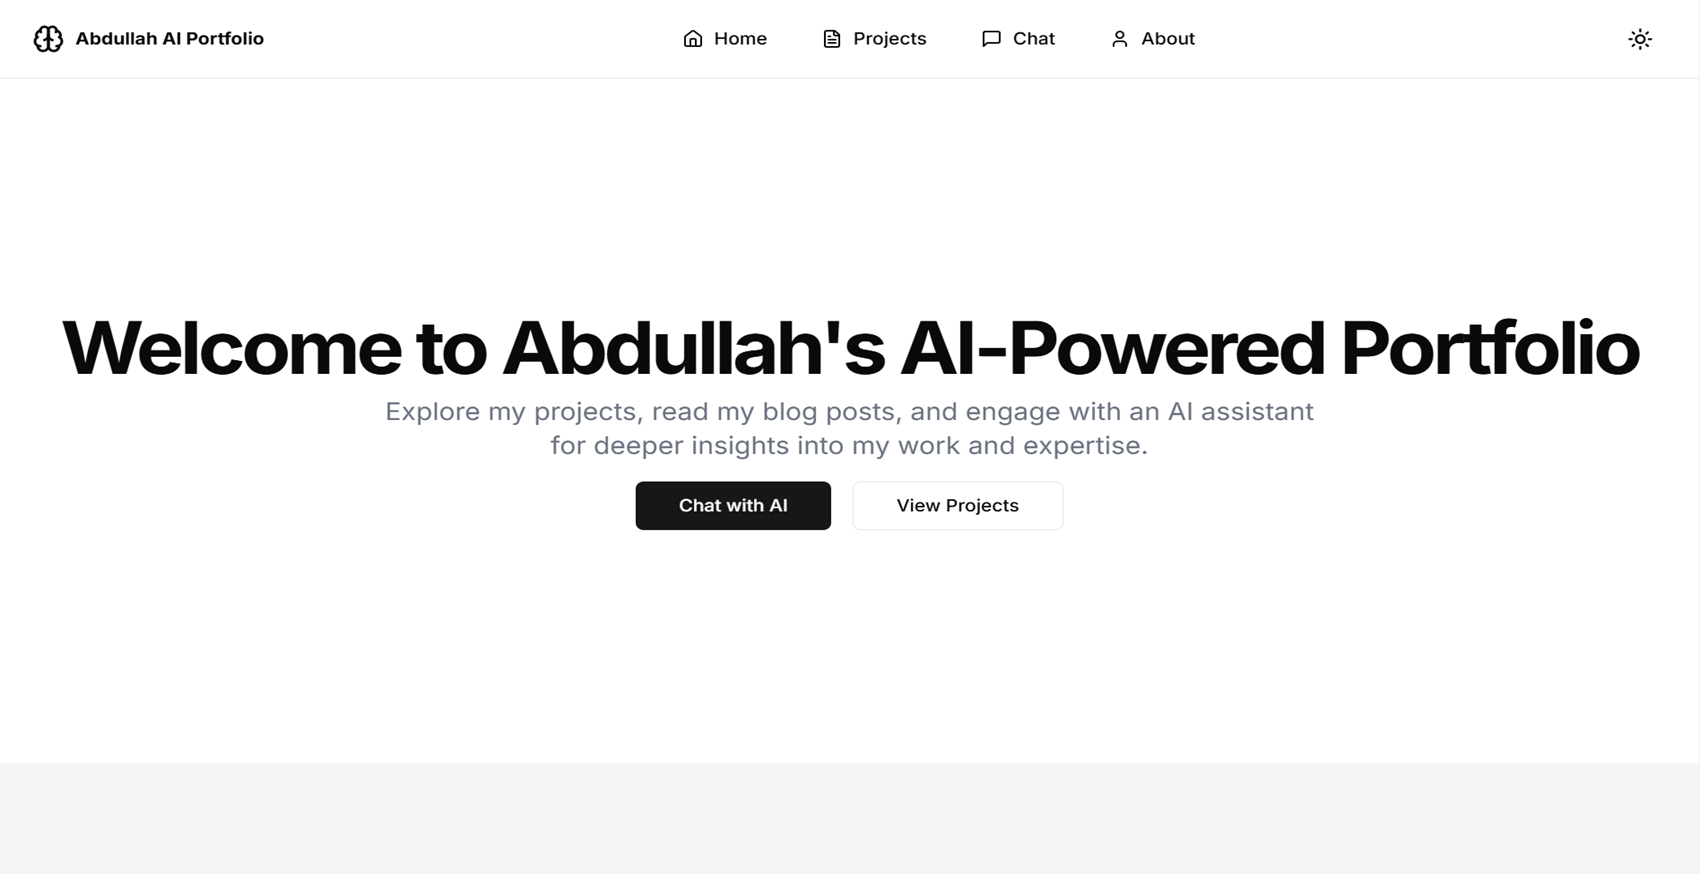 Abdullah AI Portfolio
Home
Projects
Chat
About
Welcome to Abdullah's AI-Powered Portfolio
Explore my projects, read my blog posts, and engage with an AI assistant
for deeper insights into my work and expertise.
Chat with AI
View Projects